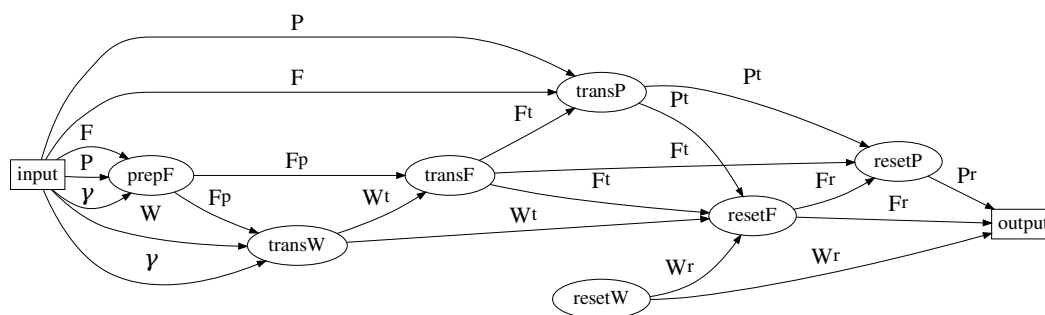 P
F
transP
Pt
Pt
Ft
F
P
γ
input
prepF
Fp
Fp
W
γ
transW
Wt
transF
Ft
Ft
Wt
resetP
Fr
Pr
resetF
Fr
output
Wr
Wr
resetW